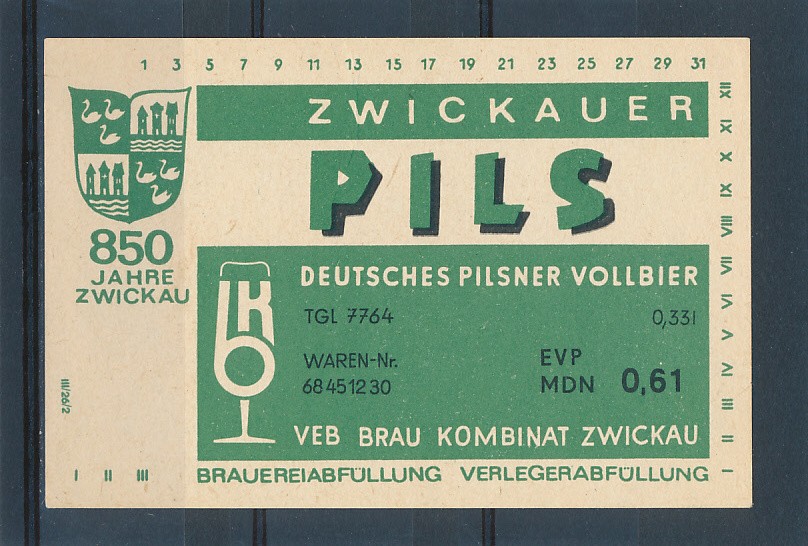 1 3 5 7 9 11 13 15 17 19 21 23 25 27 29 31
ZWICKAUER
PILS
850
JAHRE
ZWICKAU
DEUTSCHES PILSNER VOLLBIER
TGL 7764 0,33l
WAREN-Nr.
68451230
EVP
MDN 0,61
bK
VEB BRAU KOMBINAT ZWICKAU
III/26/2
I II III
BRAUEREIABFÜLLUNG VERLEGERABFÜLLUNG
I II III IV V VI VII VIII IX X XI XII